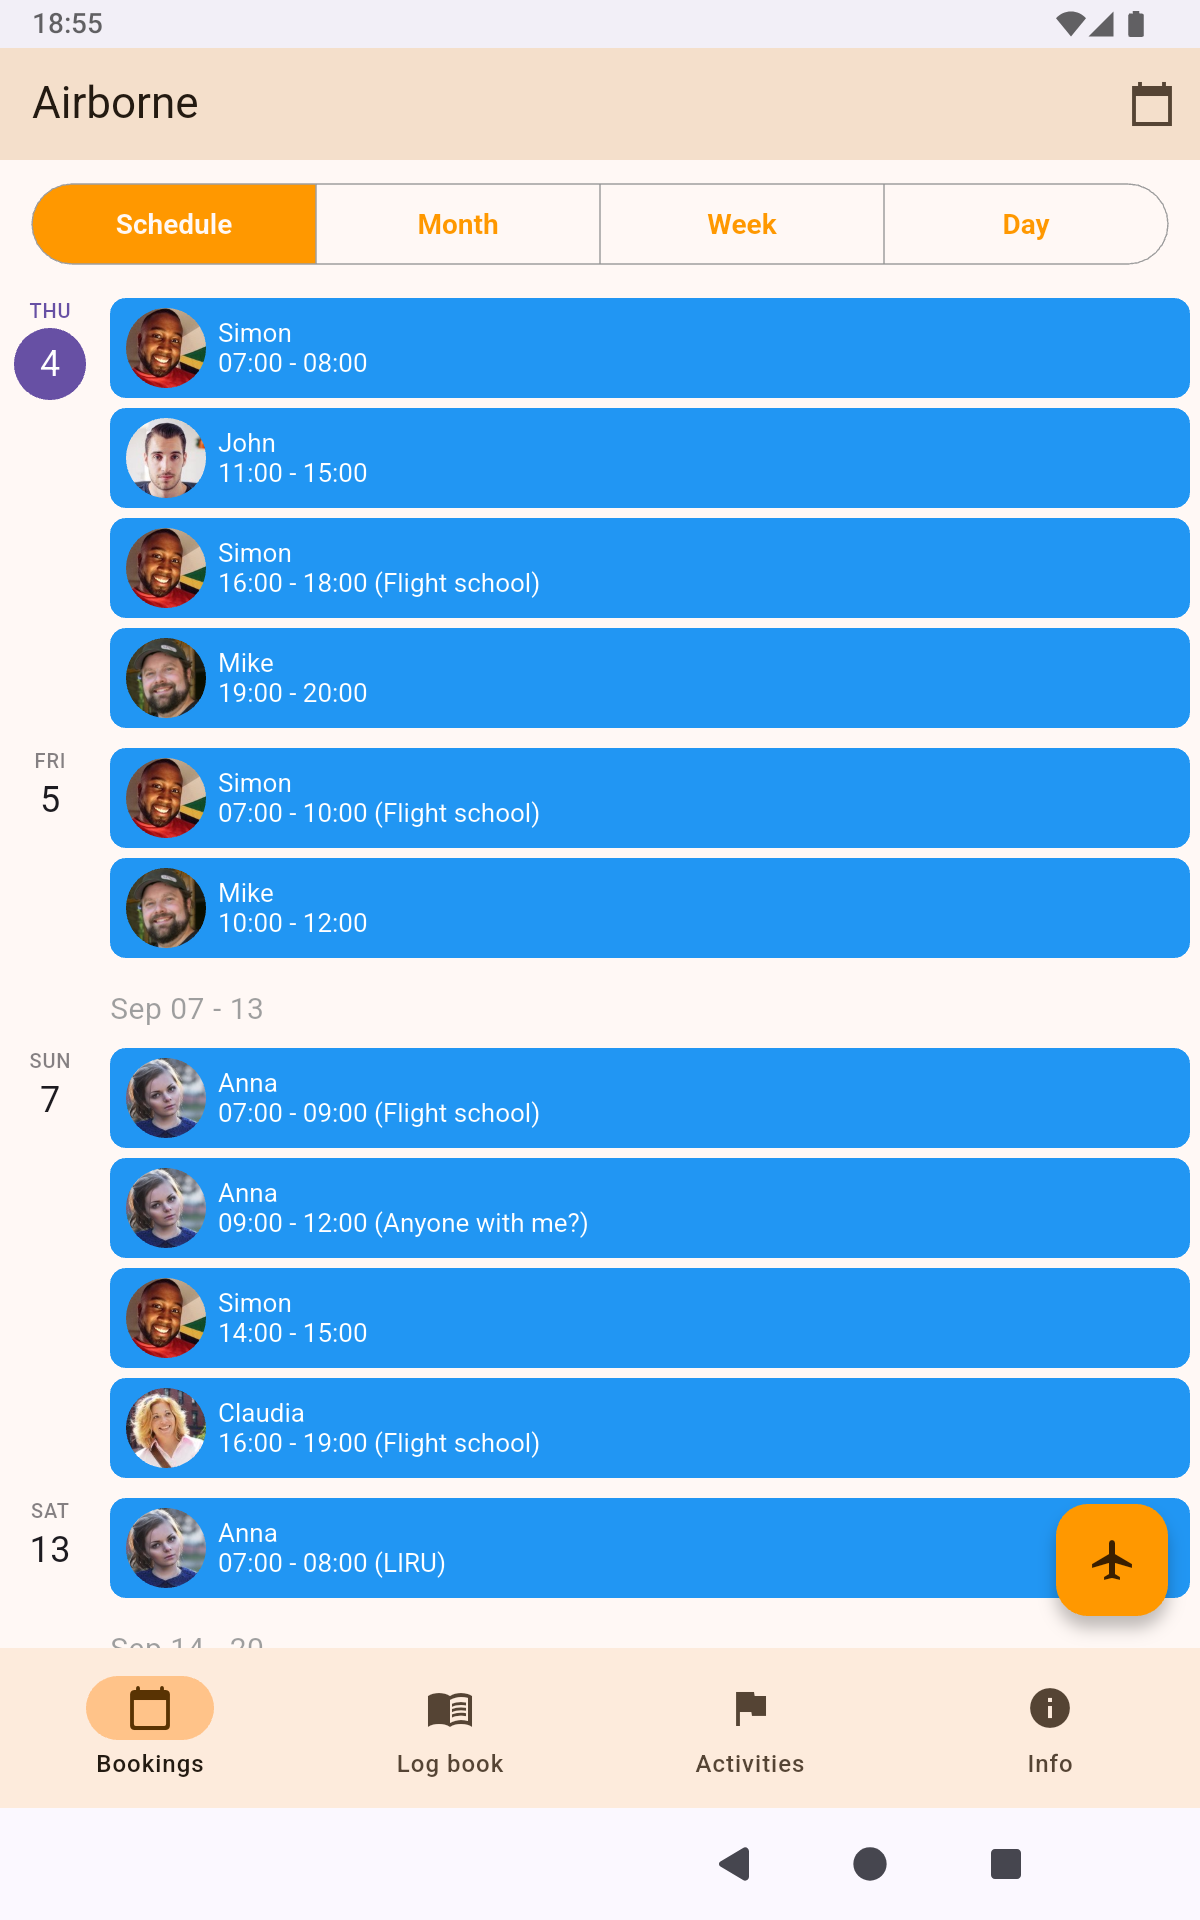 18:55
Airborne
Schedule
Month
Week
Day
THU
4
Simon
07:00 - 08:00
John
11:00 - 15:00
Simon
16:00 - 18:00 (Flight school)
Mike
19:00 - 20:00
FRI
5
Simon
07:00 - 10:00 (Flight school)
Mike
10:00 - 12:00
Sep 07 - 13
SUN
7
Anna
07:00 - 09:00 (Flight school)
Anna
09:00 - 12:00 (Anyone with me?)
Simon
14:00 - 15:00
Claudia
16:00 - 19:00 (Flight school)
SAT
13
Anna
07:00 - 08:00 (LIRU)
Sep 14 - 20
Bookings
Log book
Activities
Info